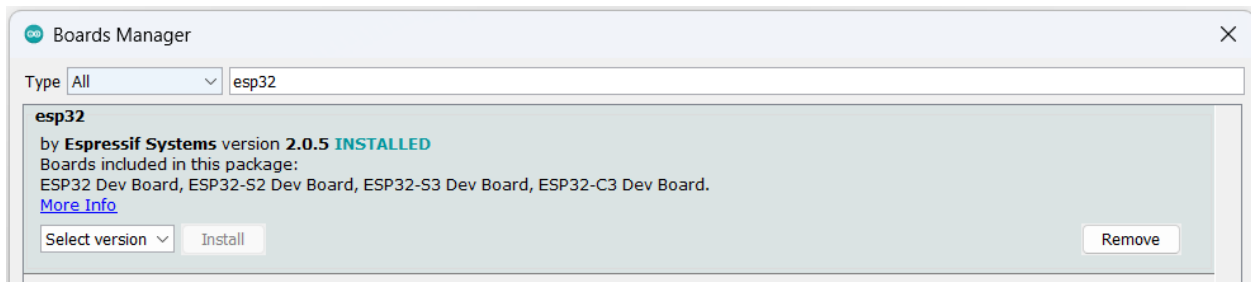 Boards Manager
Type All esp32
esp32
by Espressif Systems version 2.0.5 INSTALLED
Boards included in this package:
ESP32 Dev Board, ESP32-S2 Dev Board, ESP32-S3 Dev Board, ESP32-C3 Dev Board.
More Info
Select version Install Remove